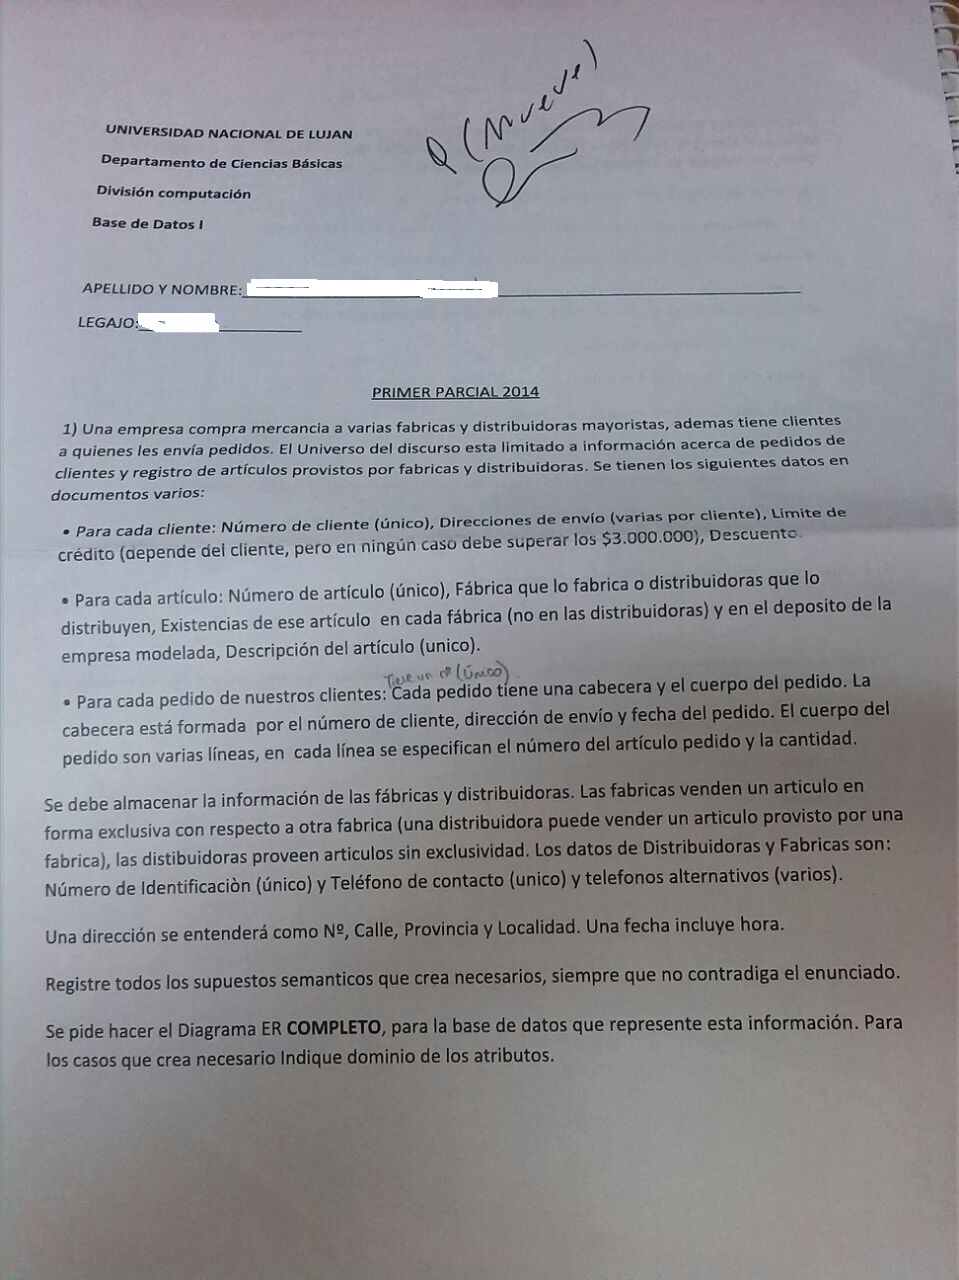 9 (Nueve)
UNIVERSIDAD NACIONAL DE LUJAN
Departamento de Ciencias Básicas
División computación
Base de Datos I
APELLIDO Y NOMBRE:
LEGAJO:
PRIMER PARCIAL 2014
1) Una empresa compra mercancia a varias fabricas y distribuidoras mayoristas, ademas tiene clientes
a quienes les envía pedidos. El Universo del discurso esta limitado a información acerca de pedidos de
clientes y registro de artículos provistos por fabricas y distribuidoras. Se tienen los siguientes datos en
documentos varios:
• Para cada cliente: Número de cliente (único), Direcciones de envío (varias por cliente), Límite de
crédito (depende del cliente, pero en ningún caso debe superar los $3.000.000), Descuento.
• Para cada artículo: Número de artículo (único), Fábrica que lo fabrica o distribuidoras que lo
distribuyen, Existencias de ese artículo en cada fábrica (no en las distribuidoras) y en el deposito de la
empresa modelada, Descripción del artículo (unico).
Tiene un nº (Único)
• Para cada pedido de nuestros clientes: Cada pedido tiene una cabecera y el cuerpo del pedido. La
cabecera está formada por el número de cliente, dirección de envío y fecha del pedido. El cuerpo del
pedido son varias líneas, en cada línea se especifican el número del artículo pedido y la cantidad.
Se debe almacenar la información de las fábricas y distribuidoras. Las fabricas venden un articulo en
forma exclusiva con respecto a otra fabrica (una distribuidora puede vender un articulo provisto por una
fabrica), las distibuidoras proveen articulos sin exclusividad. Los datos de Distribuidoras y Fabricas son:
Número de Identificaciòn (único) y Teléfono de contacto (unico) y telefonos alternativos (varios).
Una dirección se entenderá como Nº, Calle, Provincia y Localidad. Una fecha incluye hora.
Registre todos los supuestos semanticos que crea necesarios, siempre que no contradiga el enunciado.
Se pide hacer el Diagrama ER COMPLETO, para la base de datos que represente esta información. Para
los casos que crea necesario Indique dominio de los atributos.